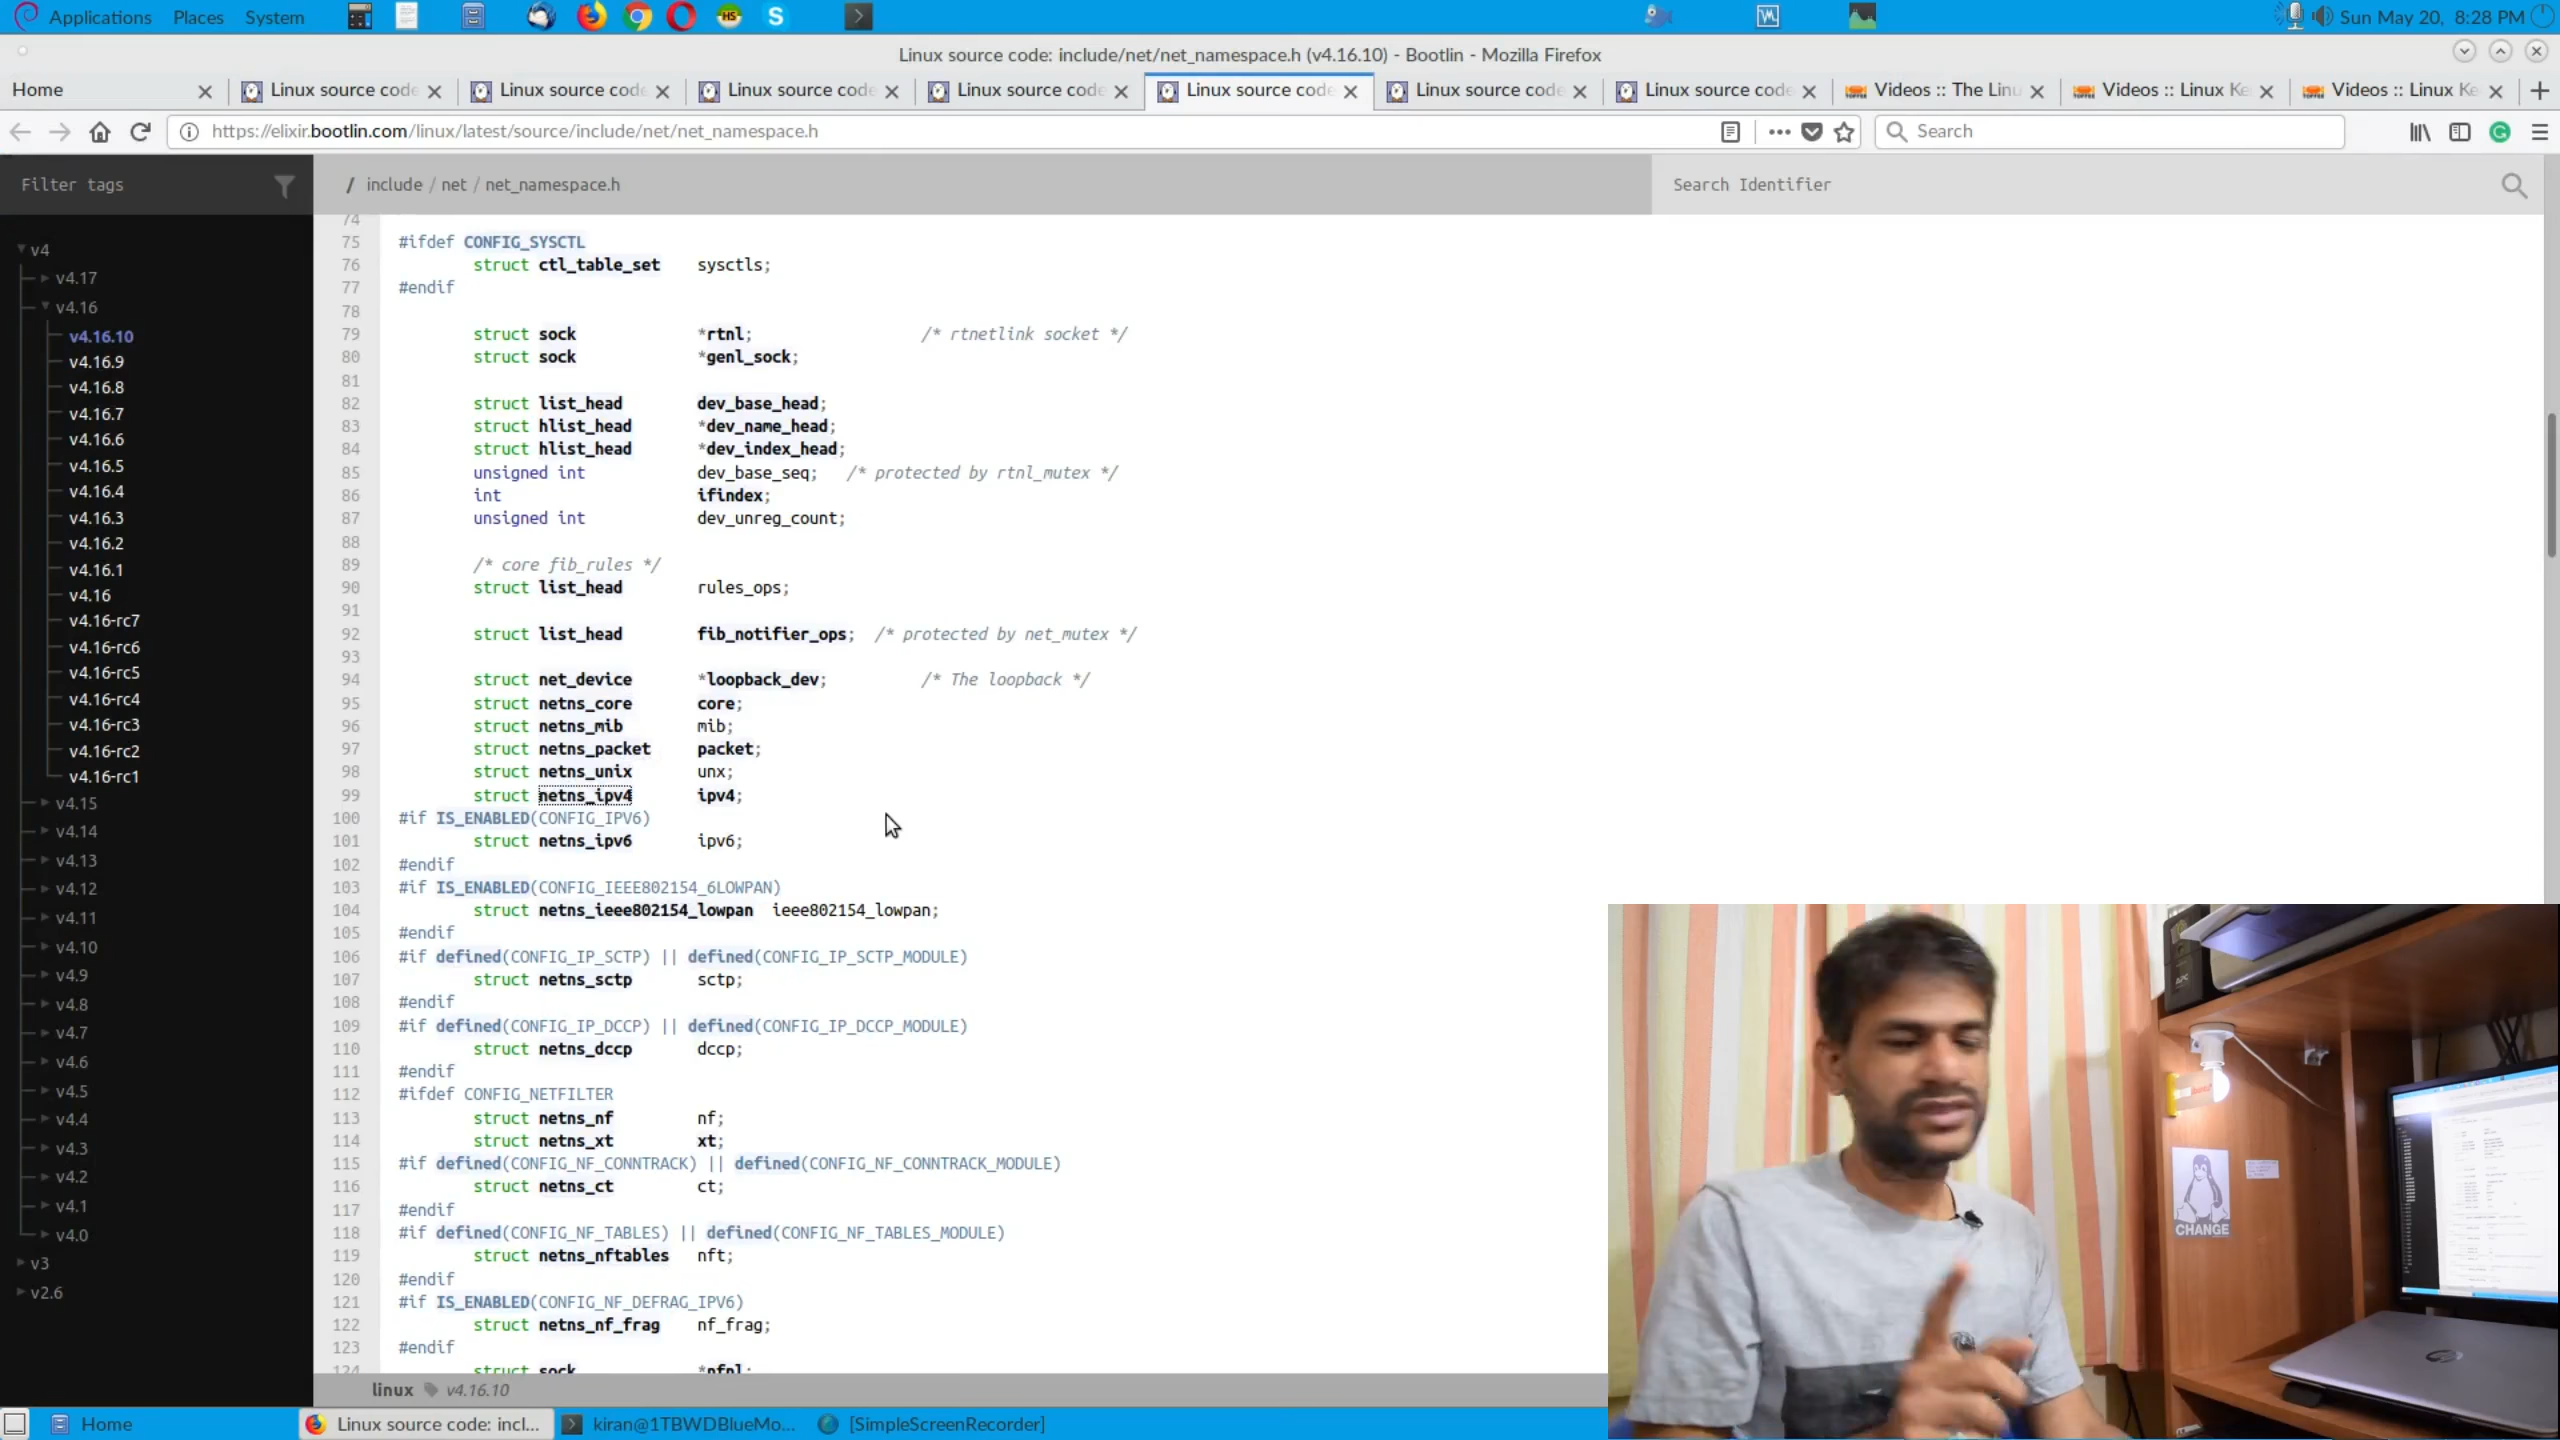 Applications Places System Sun May 20, 8:28 PM
Linux source code: include/net/net_namespace.h (v4.16.10) - Bootlin - Mozilla Firefox
Home Linux source code Linux source code Linux source code Linux source code Linux source code Linux source code Linux source code Videos :: The Linu Videos :: Linux Ke Videos :: Linux Ke
https://elixir.bootlin.com/linux/latest/source/include/net/net_namespace.h Search
Filter tags / include / net / net_namespace.h Search Identifier
v4
v4.17
v4.16
v4.16.10
v4.16.9
v4.16.8
v4.16.7
v4.16.6
v4.16.5
v4.16.4
v4.16.3
v4.16.2
v4.16.1
v4.16
v4.16-rc7
v4.16-rc6
v4.16-rc5
v4.16-rc4
v4.16-rc3
v4.16-rc2
v4.16-rc1
v4.15
v4.14
v4.13
v4.12
v4.11
v4.10
v4.9
v4.8
v4.7
v4.6
v4.5
v4.4
v4.3
v4.2
v4.1
v4.0
v3
v2.6
74
75 #ifdef CONFIG_SYSCTL
76 struct ctl_table_set sysctls;
77 #endif
78
79 struct sock *rtnl; /* rtnetlink socket */
80 struct sock *genl_sock;
81
82 struct list_head dev_base_head;
83 struct hlist_head *dev_name_head;
84 struct hlist_head *dev_index_head;
85 unsigned int dev_base_seq; /* protected by rtnl_mutex */
86 int ifindex;
87 unsigned int dev_unreg_count;
88
89 /* core fib_rules */
90 struct list_head rules_ops;
91
92 struct list_head fib_notifier_ops; /* protected by net_mutex */
93
94 struct net_device *loopback_dev; /* The loopback */
95 struct netns_core core;
96 struct netns_mib mib;
97 struct netns_packet packet;
98 struct netns_unix unx;
99 struct netns_ipv4 ipv4;
100 #if IS_ENABLED(CONFIG_IPV6)
101 struct netns_ipv6 ipv6;
102 #endif
103 #if IS_ENABLED(CONFIG_IEEE802154_6LOWPAN)
104 struct netns_ieee802154_lowpan ieee802154_lowpan;
105 #endif
106 #if defined(CONFIG_IP_SCTP) || defined(CONFIG_IP_SCTP_MODULE)
107 struct netns_sctp sctp;
108 #endif
109 #if defined(CONFIG_IP_DCCP) || defined(CONFIG_IP_DCCP_MODULE)
110 struct netns_dccp dccp;
111 #endif
112 #ifdef CONFIG_NETFILTER
113 struct netns_nf nf;
114 struct netns_xt xt;
115 #if defined(CONFIG_NF_CONNTRACK) || defined(CONFIG_NF_CONNTRACK_MODULE)
116 struct netns_ct ct;
117 #endif
118 #if defined(CONFIG_NF_TABLES) || defined(CONFIG_NF_TABLES_MODULE)
119 struct netns_nftables nft;
120 #endif
121 #if IS_ENABLED(CONFIG_NF_DEFRAG_IPV6)
122 struct netns_nf_frag nf_frag;
123 #endif
124 struct sock *nfnl;
linux v4.16.10
APC
CHANGE
Home Linux source code: incl... kiran@1TBWDBlueMo... [SimpleScreenRecorder]